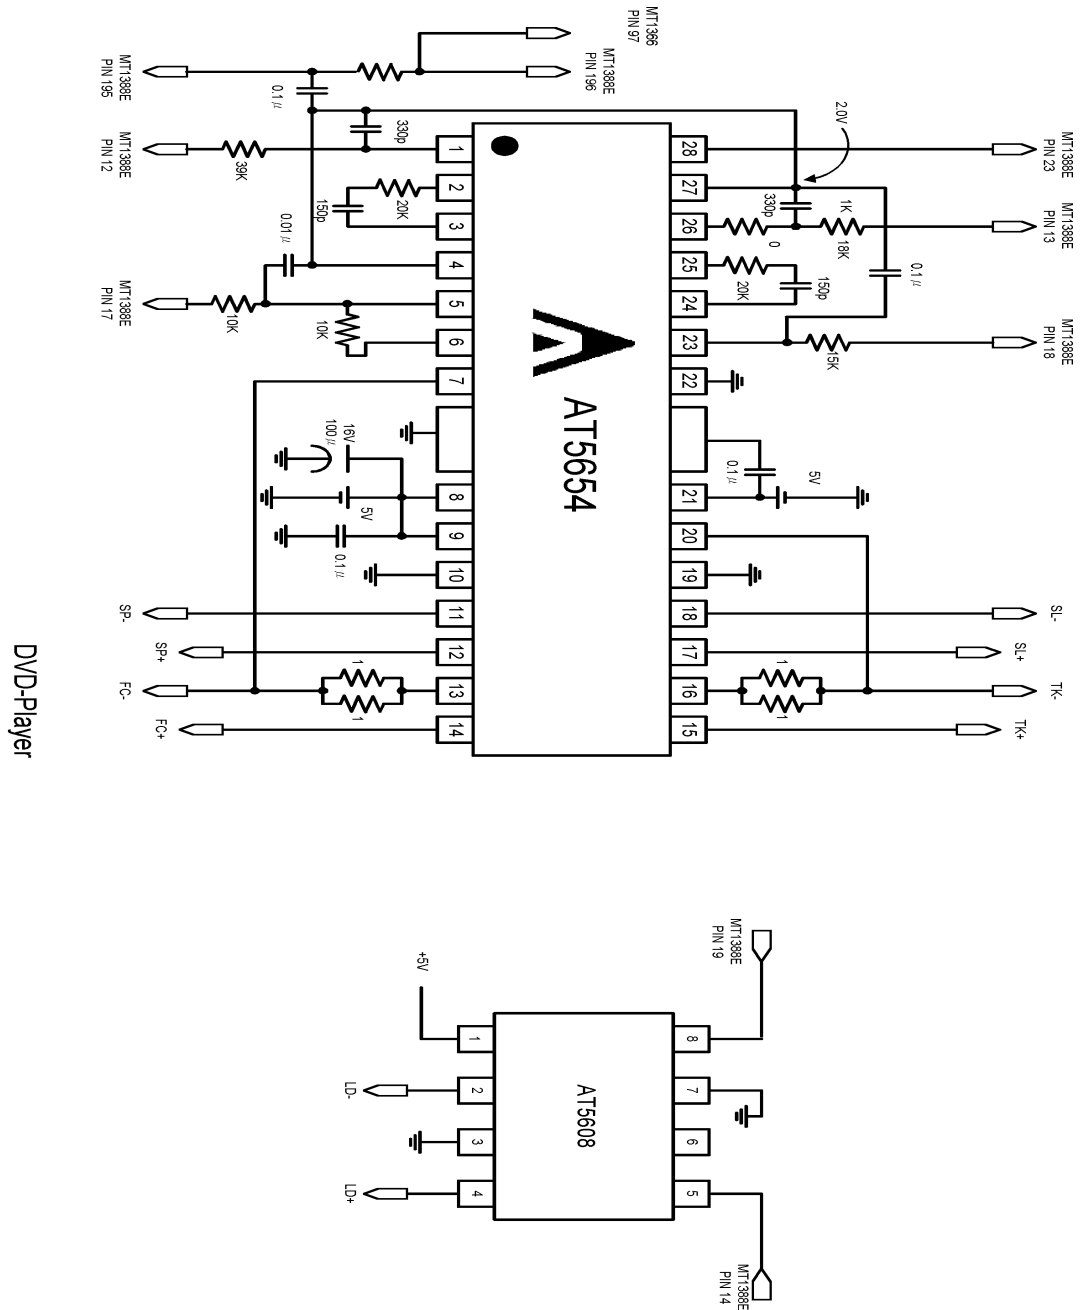 MT1366
PIN 97
MT1388E
PIN 196
MT1388E
PIN 195
0.1μ
330p
MT1388E
PIN 12
39K
20K
150p
0.01μ
MT1388E
PIN 17
10K
10K
2.0V
MT1388E
PIN 23
330p
1K
0
18K
MT1388E
PIN 13
20K
150p
0.1μ
15K
MT1388E
PIN 18
1
2
3
4
5
6
7
8
9
10
11
12
13
14
28
27
26
25
24
23
22
21
20
19
18
17
16
15
AT5654
16V
100μ
5V
0.1μ
0.1μ
5V
SP-
SP+
FC-
FC+
1
1
1
1
SL-
SL+
TK-
TK+
DVD-Player
MT1388E
PIN 19
+5V
1
2
3
4
8
7
6
5
AT5608
LD-
LD+
MT1388E
PIN 14